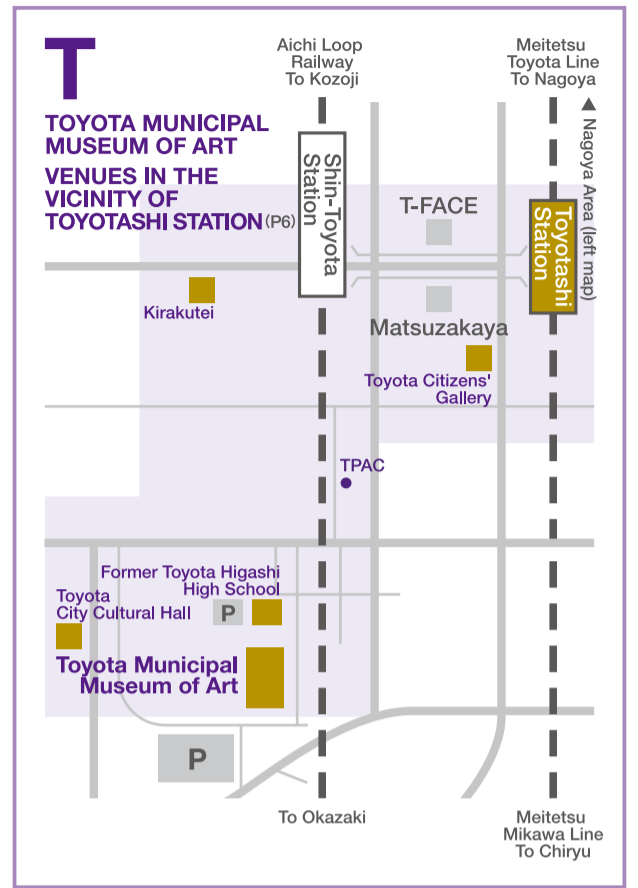 T
TOYOTA MUNICIPAL
MUSEUM OF ART
VENUES IN THE
VICINITY OF
TOYOTASHI STATION (P6)
Aichi Loop
Railway
To Kozoji
Meitetsu
Toyota Line
To Nagoya
▲ Nagoya Area (left map)
Shin-Toyota
Station
T-FACE
Toyotashi
Station
Kirakutei
Matsuzakaya
Toyota Citizens'
Gallery
TPAC
Former Toyota Higashi
High School
P
Toyota
City Cultural Hall
Toyota Municipal
Museum of Art
P
To Okazaki
Meitetsu
Mikawa Line
To Chiryu